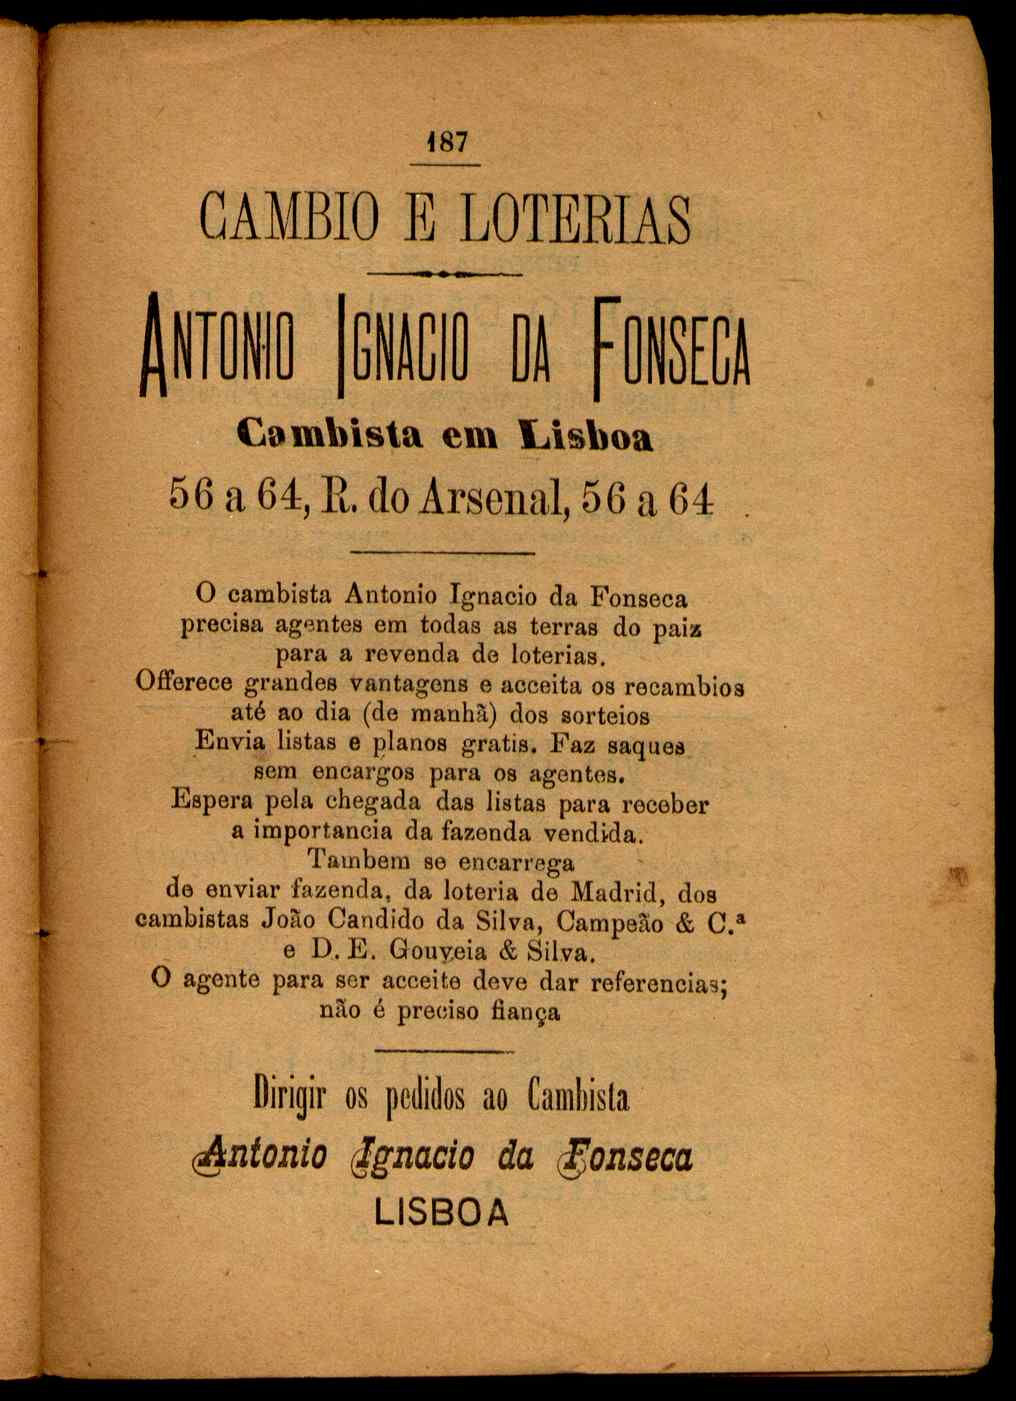 187
CAMBIO E LOTERIAS
ANTONIO IGNACIO DA FONSECA
Cambista em Lisboa
56 a 64, R. do Arsenal, 56 a 64
O cambista Antonio Ignacio da Fonseca
precisa agentes em todas as terras do paiz
para a revenda de loterias.
Offerece grandes vantagens e acceita os recambios
até ao dia (de manhã) dos sorteios
Envia listas e planos gratis. Faz saques
sem encargos para os agentes.
Espera pela chegada das listas para receber
a importancia da fazenda vendida.
Tambem se encarrega
de enviar fazenda, da loteria de Madrid, dos
cambistas João Candido da Silva, Campeão & C.ª
e D. E. Gouveia & Silva.
O agente para ser acceite deve dar referencias;
não é preciso fiança
Dirigir os pedidos ao Cambista
Antonio Ignacio da Fonseca
LISBOA